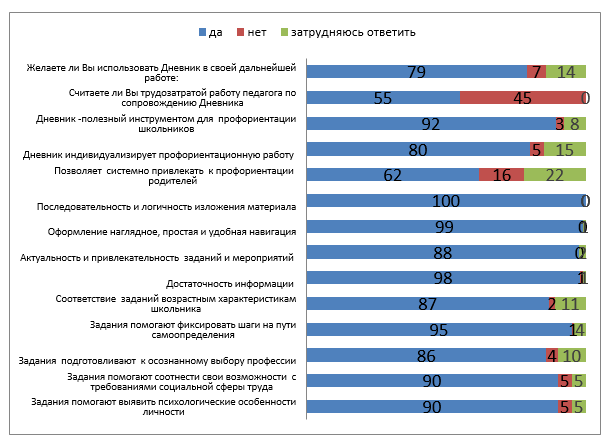 да нет затрудняюсь ответить
Желаете ли Вы использовать Дневник в своей дальнейшей
работе:
79 7 14
Считаете ли Вы трудозатратой работу педагога по
сопровождению Дневника
55 45 0
Дневник -полезный инструментом для профориентации
школьников
92 3 8
Дневник индивидуализирует профориентационную работу
80 5 15
Позволяет системно привлекать к профориентации
родителей
62 16 22
Последовательность и логичность изложения материала
100 0
Оформление наглядное, простая и удобная навигация
99 0 1
Актуальность и привлекательность заданий и мероприятий
88 0 2
Достаточность информации
98 1 1
Соответствие заданий возрастным характеристикам
школьника
87 2 11
Задания помогают фиксировать шаги на пути
самоопределения
95 1 4
Задания подготовливают к осознанному выбору профессии
86 4 10
Задания помогают соотнести свои возможности с
требованиями социальной сферы труда
90 5 5
Задания помогают выявить психологические особенности
личности
90 5 5